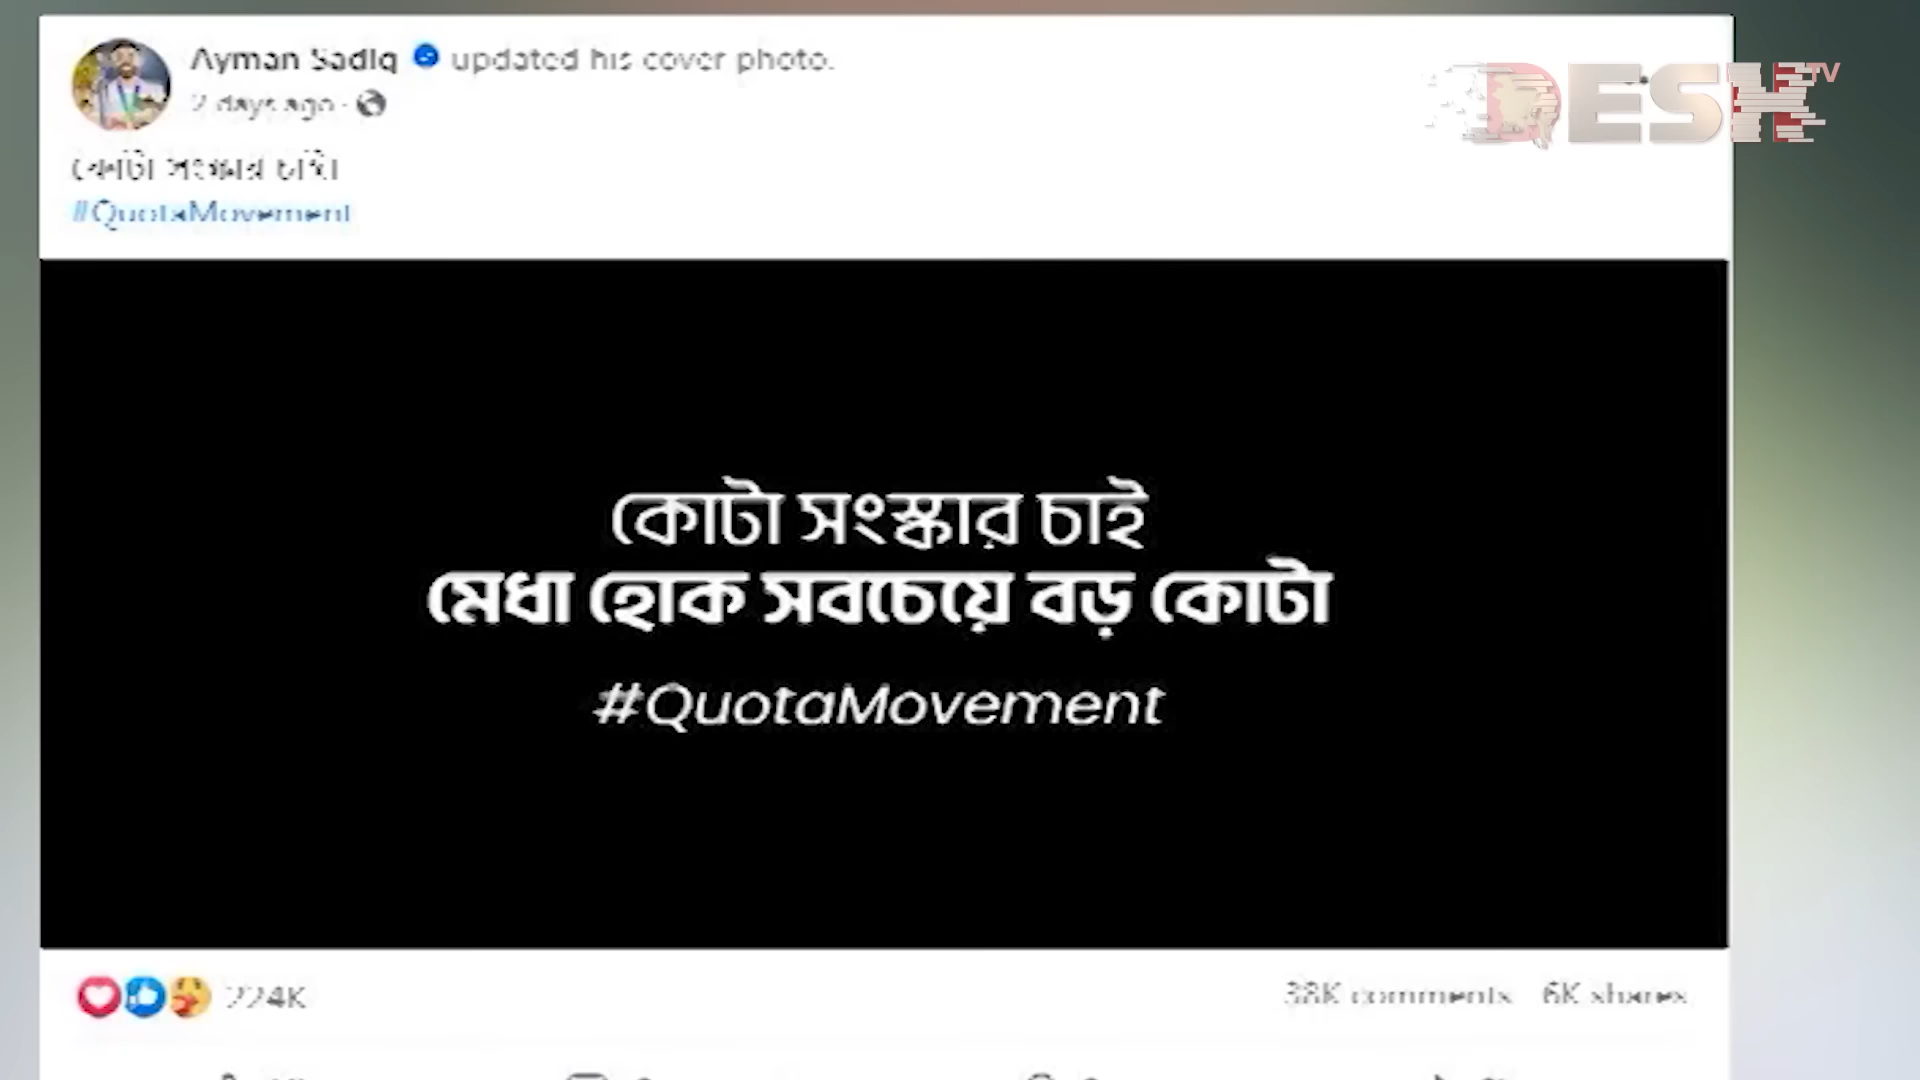 Ayman Sadiq updated his cover photo.
2 days ago
DESH TV
কোটা সংস্কার চাই
#QuotaMovement
কোটা সংস্কার চাই
মেধা হোক সবচেয়ে বড় কোটা
#QuotaMovement
224K
38K comments 6K shares